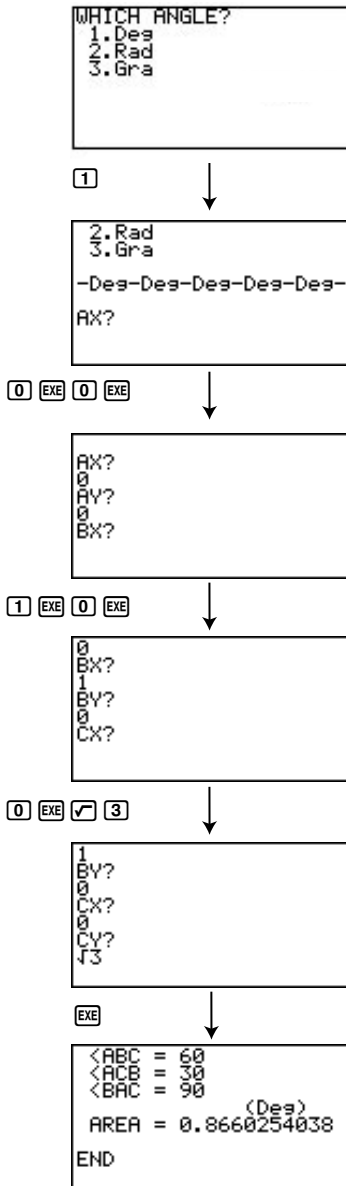 WHICH ANGLE?
1.Deg
2.Rad
3.Gra
1
2.Rad
3.Gra
-Deg-Deg-Deg-Deg-Deg-
AX?
0 EXE 0 EXE
AX?
0
AY?
0
BX?
1 EXE 0 EXE
0
BX?
1
BY?
0
CX?
0 EXE √ 3
1
BY?
0
CX?
0
CY?
√3
EXE
<ABC = 60
<ACB = 30
<BAC = 90
(Deg)
AREA = 0.8660254038
END